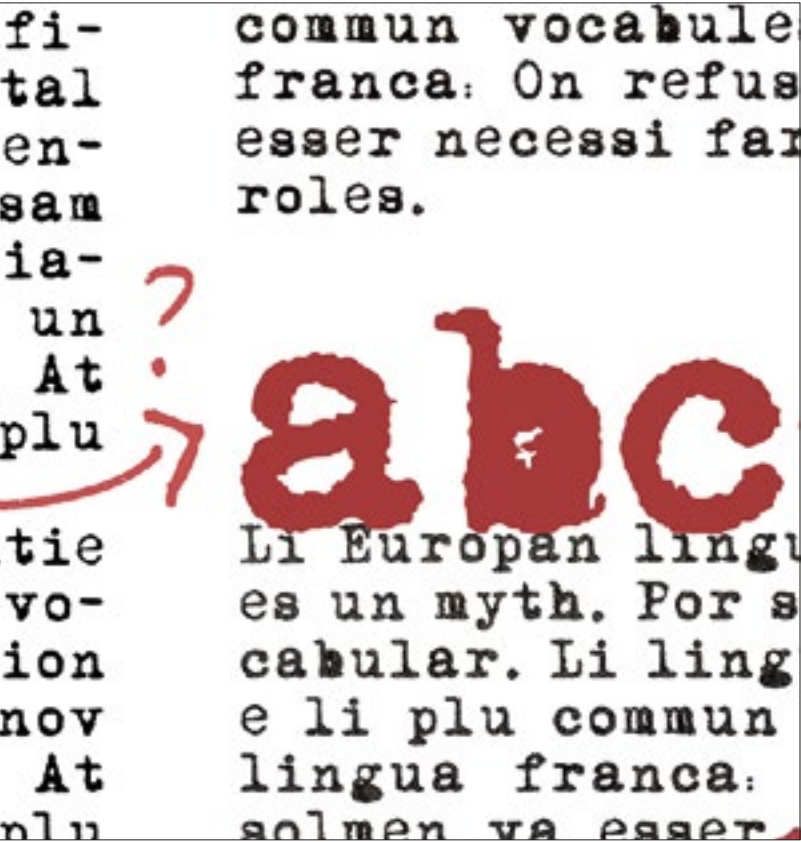 fi-
tal
en-
sam
ia-
un
At
plu
tie
vo-
ion
nov
At
plu
commun vocabule
franca: On refus
esser necessi far
roles.
?
abc
Li Europan lingu
es un myth. Por s
cabular. Li ling
e li plu commun
lingua franca:
solmen va esser